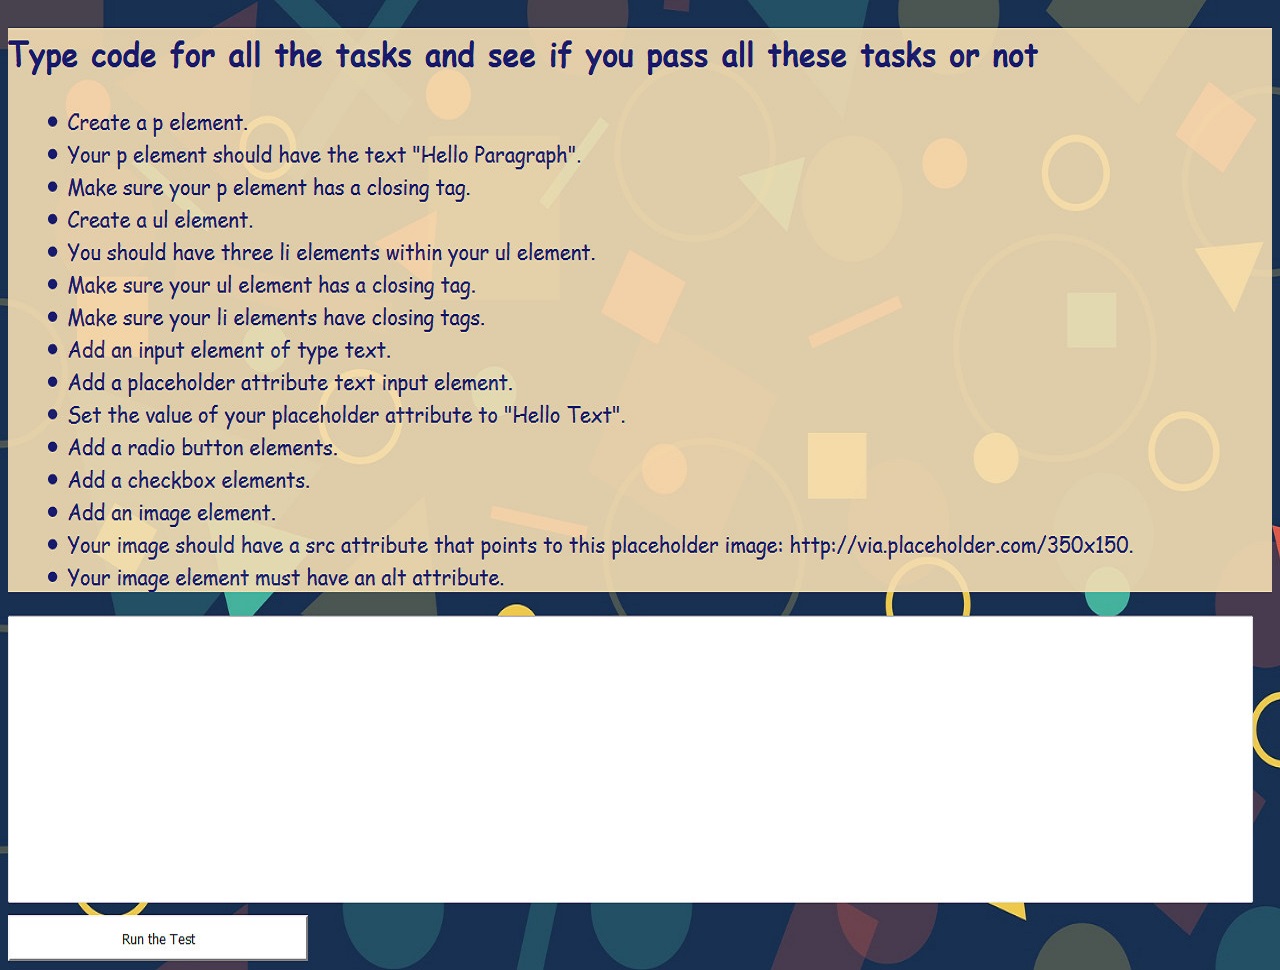 Type code for all the tasks and see if you pass all these tasks or not
Create a p element.
Your p element should have the text "Hello Paragraph".
Make sure your p element has a closing tag.
Create a ul element.
You should have three li elements within your ul element.
Make sure your ul element has a closing tag.
Make sure your li elements have closing tags.
Add an input element of type text.
Add a placeholder attribute text input element.
Set the value of your placeholder attribute to "Hello Text".
Add a radio button elements.
Add a checkbox elements.
Add an image element.
Your image should have a src attribute that points to this placeholder image: http://via.placeholder.com/350x150.
Your image element must have an alt attribute.
Run the Test